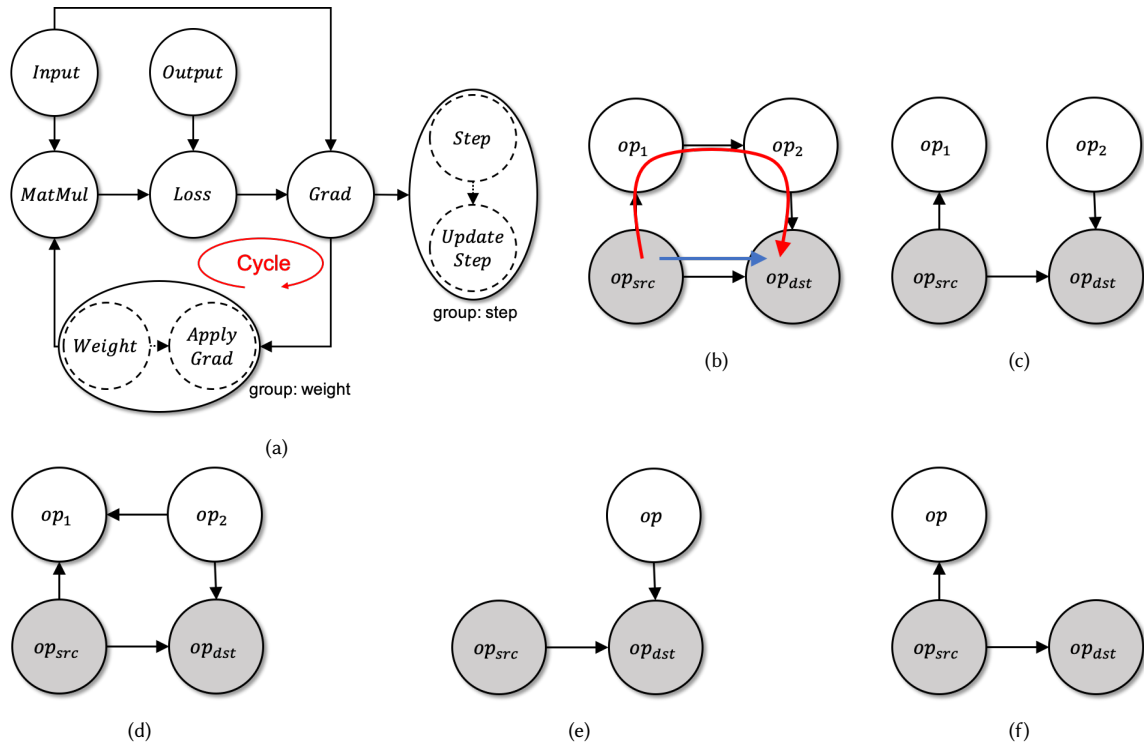 Input
Output
Step
MatMul
Loss
Grad
Update
Step
Cycle
group: step
Weight
Apply
Grad
group: weight
(a)
op1
op2
opsrc
opdst
(b)
op1
op2
opsrc
opdst
(c)
op1
op2
opsrc
opdst
(d)
op
opsrc
opdst
(e)
op
opsrc
opdst
(f)